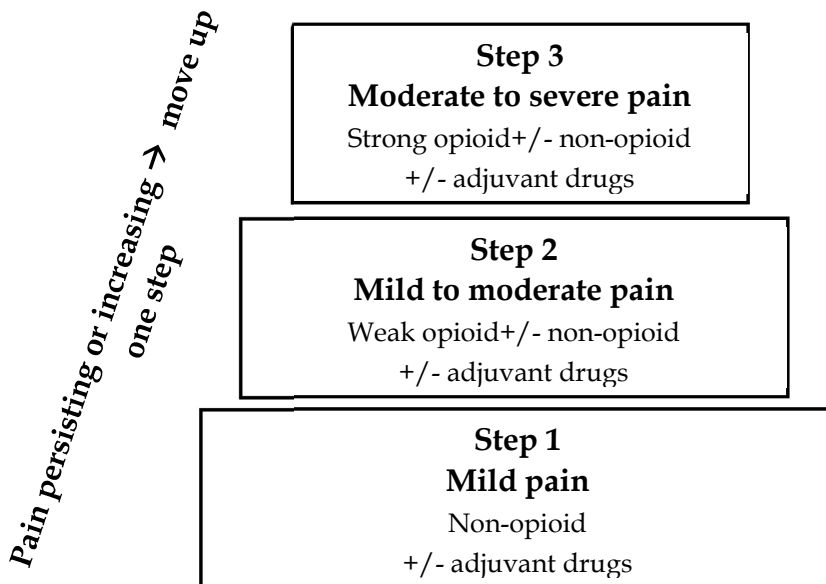 Pain persisting or increasing → move up
one step
Step 3
Moderate to severe pain
Strong opioid+/- non-opioid
+/- adjuvant drugs
Step 2
Mild to moderate pain
Weak opioid+/- non-opioid
+/- adjuvant drugs
Step 1
Mild pain
Non-opioid
+/- adjuvant drugs